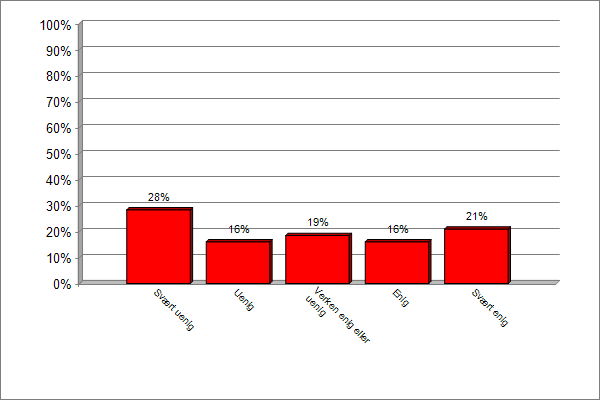 100%
90%
80%
70%
60%
50%
40%
30%
20%
10%
0%
28%
16%
19%
16%
21%
Svært uenig
Uenig
Verken enig eller
uenig
Enig
Svært enig